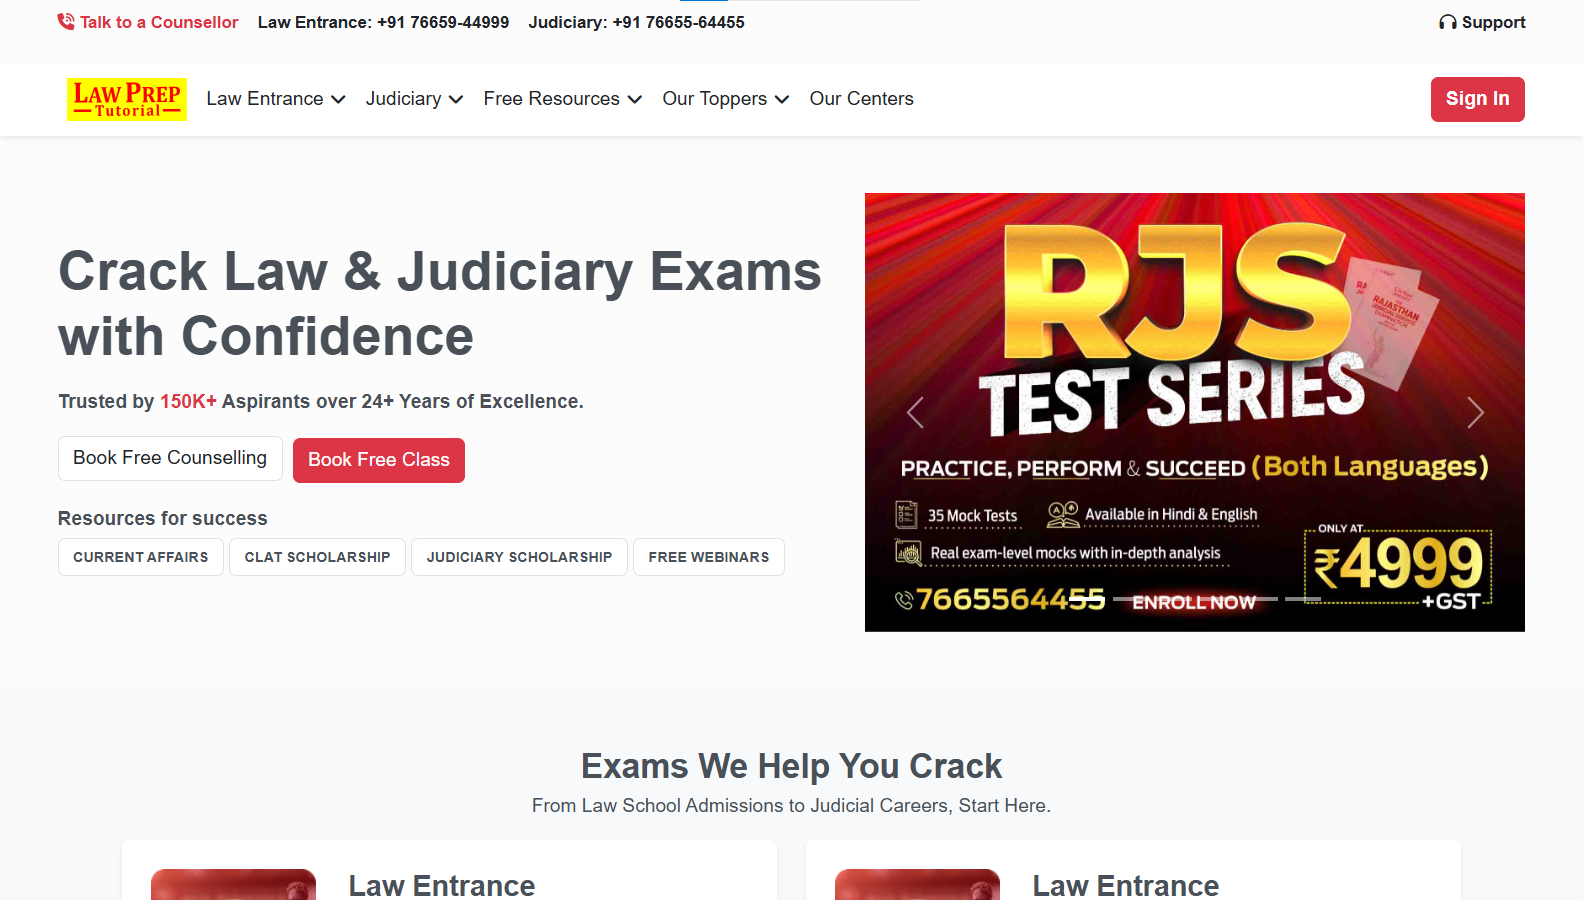 Talk to a Counsellor Law Entrance: +91 76659-44999 Judiciary: +91 76655-64455 Support
LAW PREP
Tutorial
Law Entrance Judiciary Free Resources Our Toppers Our Centers Sign In
Crack Law & Judiciary Exams
with Confidence
Trusted by 150K+ Aspirants over 24+ Years of Excellence.
Book Free Counselling Book Free Class
Resources for success
CURRENT AFFAIRS CLAT SCHOLARSHIP JUDICIARY SCHOLARSHIP FREE WEBINARS
RJS
TEST SERIES
RAJASTHAN
PRACTICE, PERFORM & SUCCEED (Both Languages)
35 Mock Tests Available in Hindi & English
Real exam-level mocks with in-depth analysis
ONLY AT
₹4999
+GST
7665564455 ENROLL NOW
Exams We Help You Crack
From Law School Admissions to Judicial Careers, Start Here.
Law Entrance Law Entrance